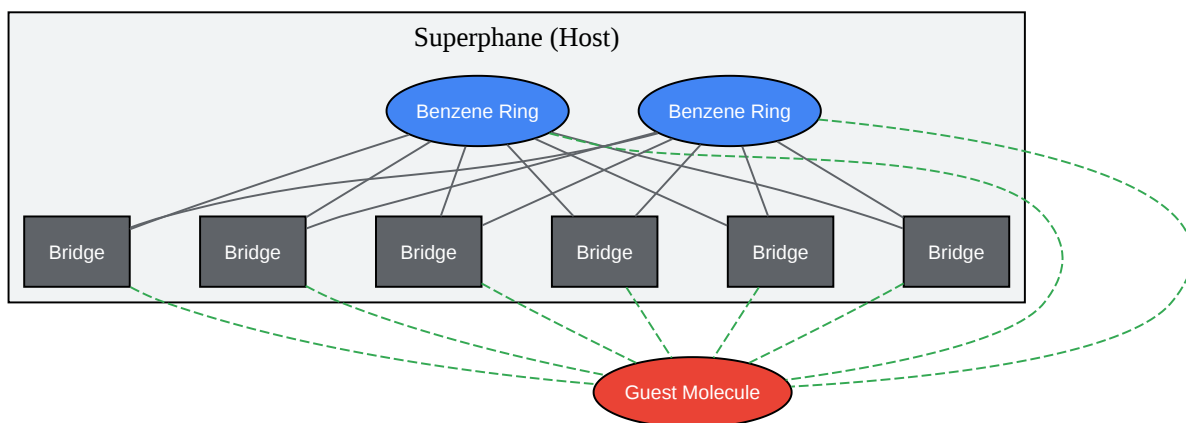 Superphane (Host)
Benzene Ring
Benzene Ring
Bridge
Bridge
Bridge
Bridge
Bridge
Bridge
Guest Molecule